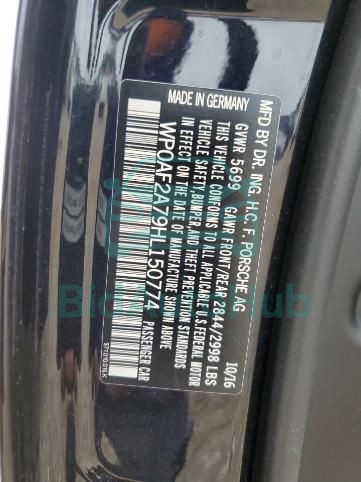 MFD BY DR. ING. H.C. F. PORSCHE AG
GVWR 5699 GAWR FRONT/REAR 2844/2998 LBS 10/16
THIS VEHICLE CONFORMS TO ALL APPLICABLE U.S. FEDERAL MOTOR
VEHICLE SAFETY, BUMPER, AND THEFT PREVENTION STANDARDS
IN EFFECT ON THE DATE OF MANUFACTURE SHOWN ABOVE
WP0AF2A79HL150774 PASSENGER CAR
MADE IN GERMANY